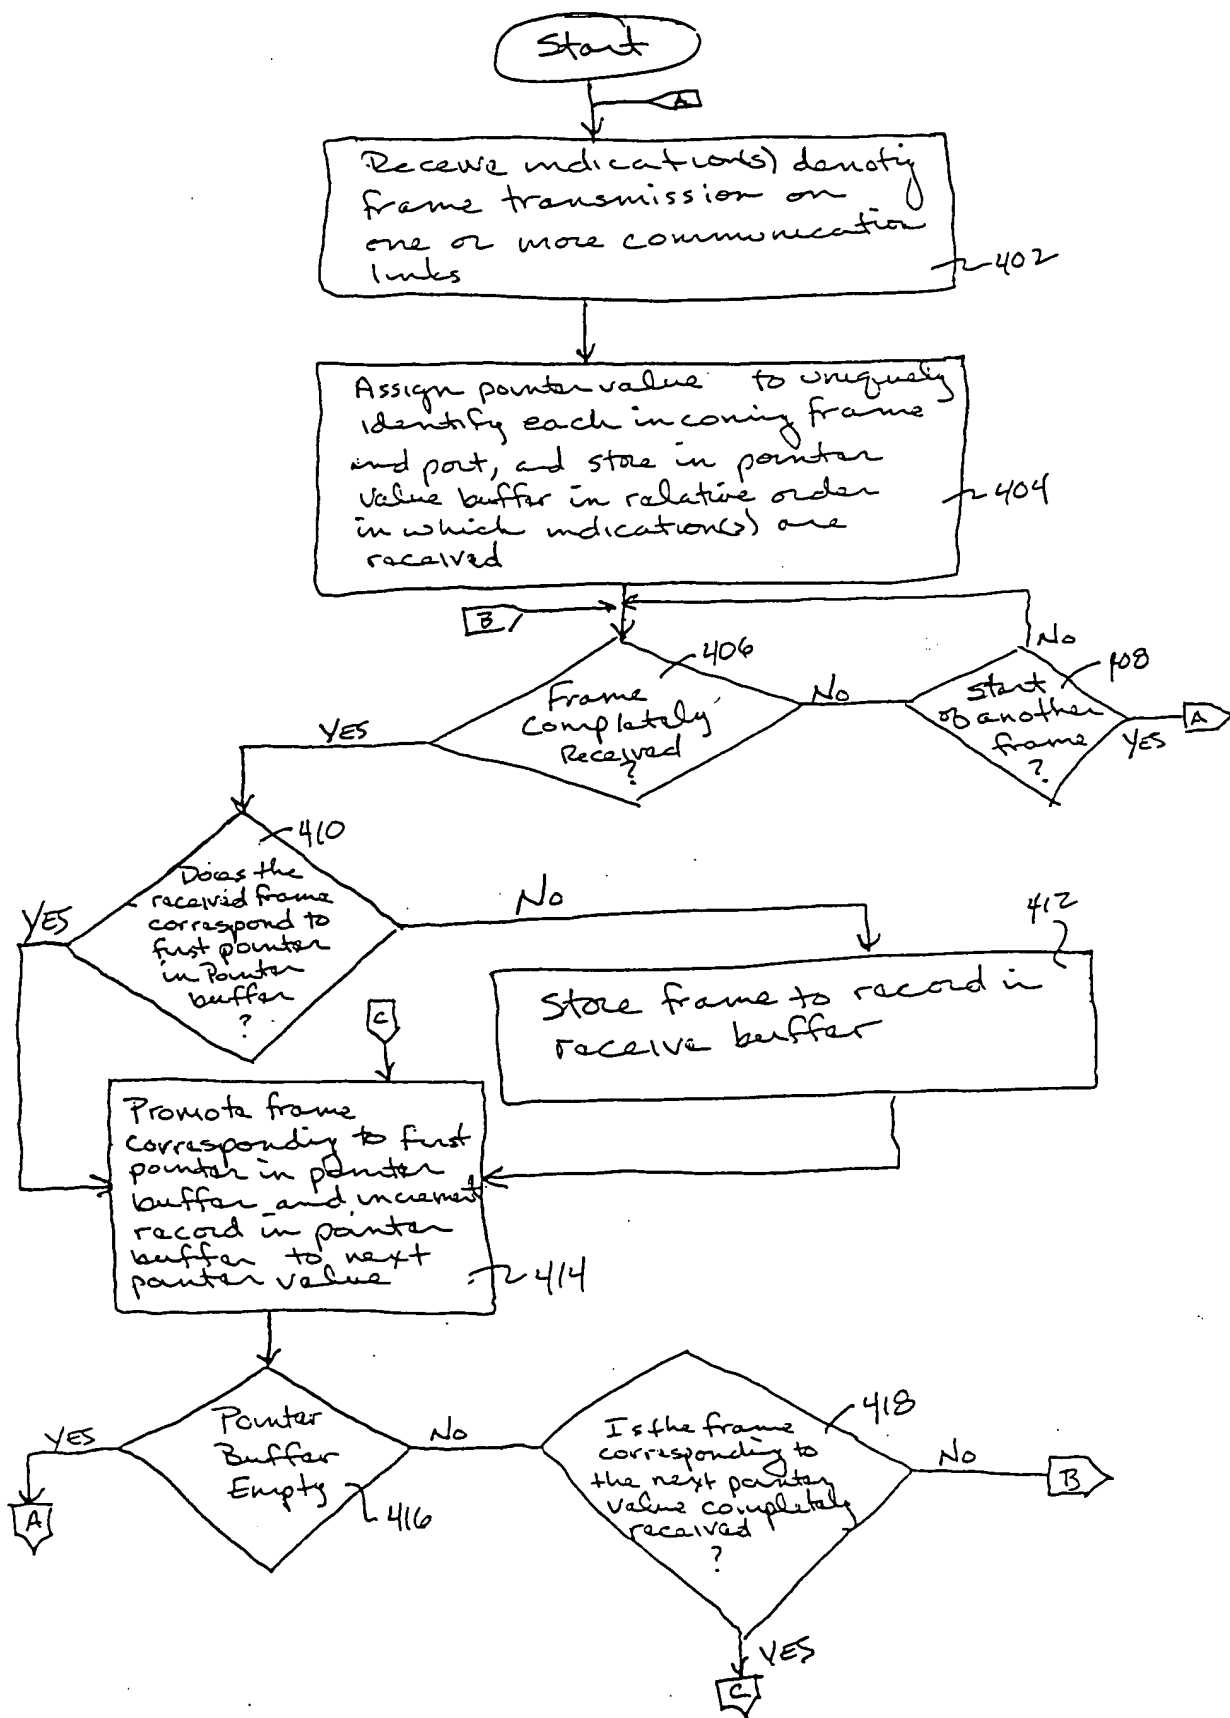 Start
A
Receive indication(s) denoting
frame transmission on
one or more communication
links
402
Assign pointer value to uniquely
identify each incoming frame
and port, and store in pointer
value buffer in relative order
in which indication(s) are
received
404
B
406
Frame
Completely
Received
?
No
No
408
Start
of another
frame
?
YES
A
YES
410
Does the
received frame
correspond to
first pointer
in Pointer
buffer
?
YES
No
412
Store frame to record in
receive buffer
C
Promote frame
corresponding to first
pointer in pointer
buffer and increment
record in pointer
buffer to next
pointer value
414
Pointer
Buffer
Empty
416
YES
A
No
418
Is the frame
corresponding to
the next pointer
value completely
received
?
No
B
YES
C